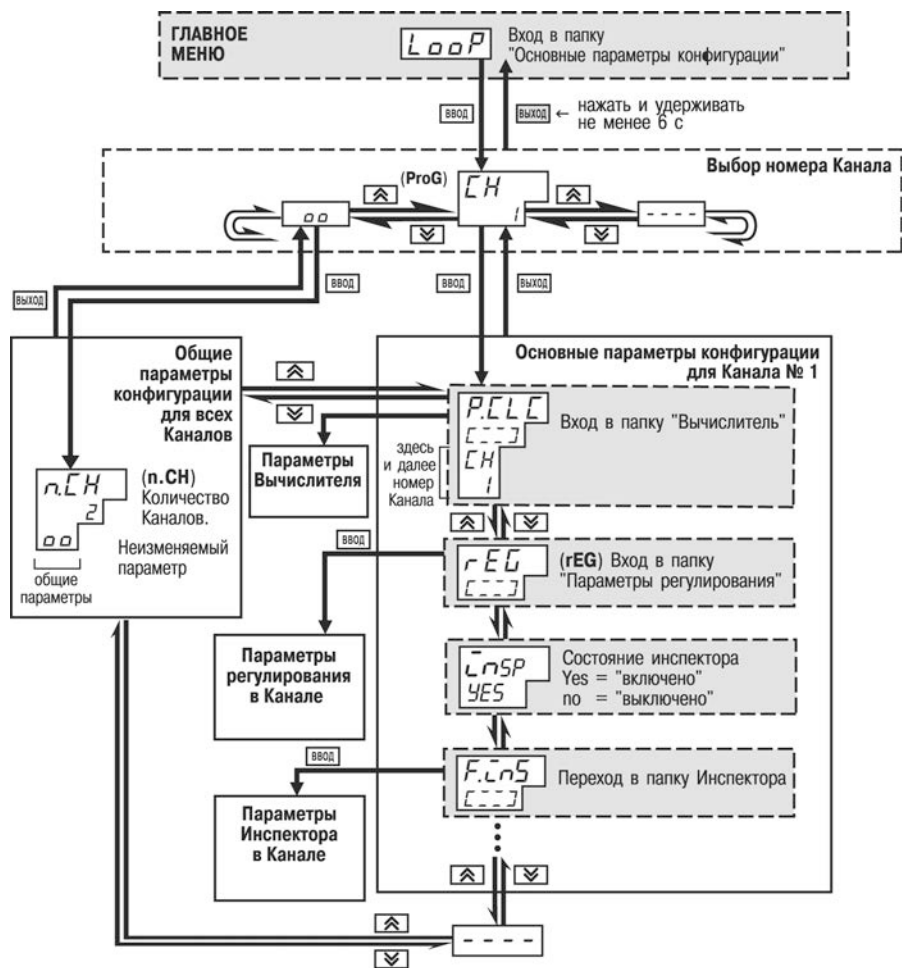 ГЛАВНОЕ
МЕНЮ
LooP
Вход в папку
"Основные параметры конфигурации"
ВВОД
ВЫХОД
← нажать и удерживать
не менее 6 с
Выбор номера Канала
(ProG)
CH
1
oo
- - - -
ВЫХОД
ВВОД
ВВОД
ВЫХОД
Общие
параметры
конфигурации
для всех
Каналов
n.CH
2
oo
(n.CH)
Количество
Каналов.
Неизменяемый
параметр
общие
параметры
Основные параметры конфигурации
для Канала № 1
P.CLC
[---]
CH
1
Вход в папку "Вычислитель"
здесь
и далее
номер
Канала
Параметры
Вычислителя
ВВОД
rEG
[---]
(rEG) Вход в папку
"Параметры регулирования"
Параметры
регулирования
в Канале
inSP
YES
Состояние инспектора
Yes = "включено"
no = "выключено"
ВВОД
F.inS
[---]
Переход в папку Инспектора
Параметры
Инспектора
в Канале
- - - -